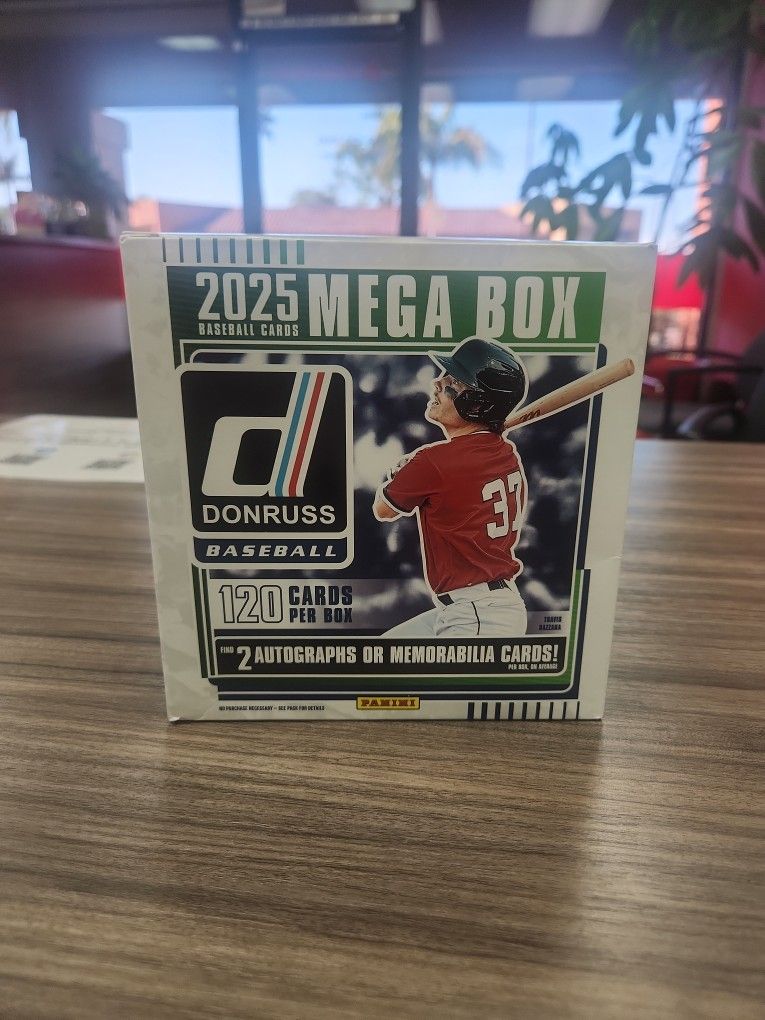 2025
BASEBALL CARDS
MEGA BOX
d
DONRUSS
BASEBALL
37
120 CARDS
PER BOX
TRAVIS
BAZZANA
FIND 2 AUTOGRAPHS OR MEMORABILIA CARDS!
PER BOX, ON AVERAGE
NO PURCHASE NECESSARY – SEE PACK FOR DETAILS
PANINI